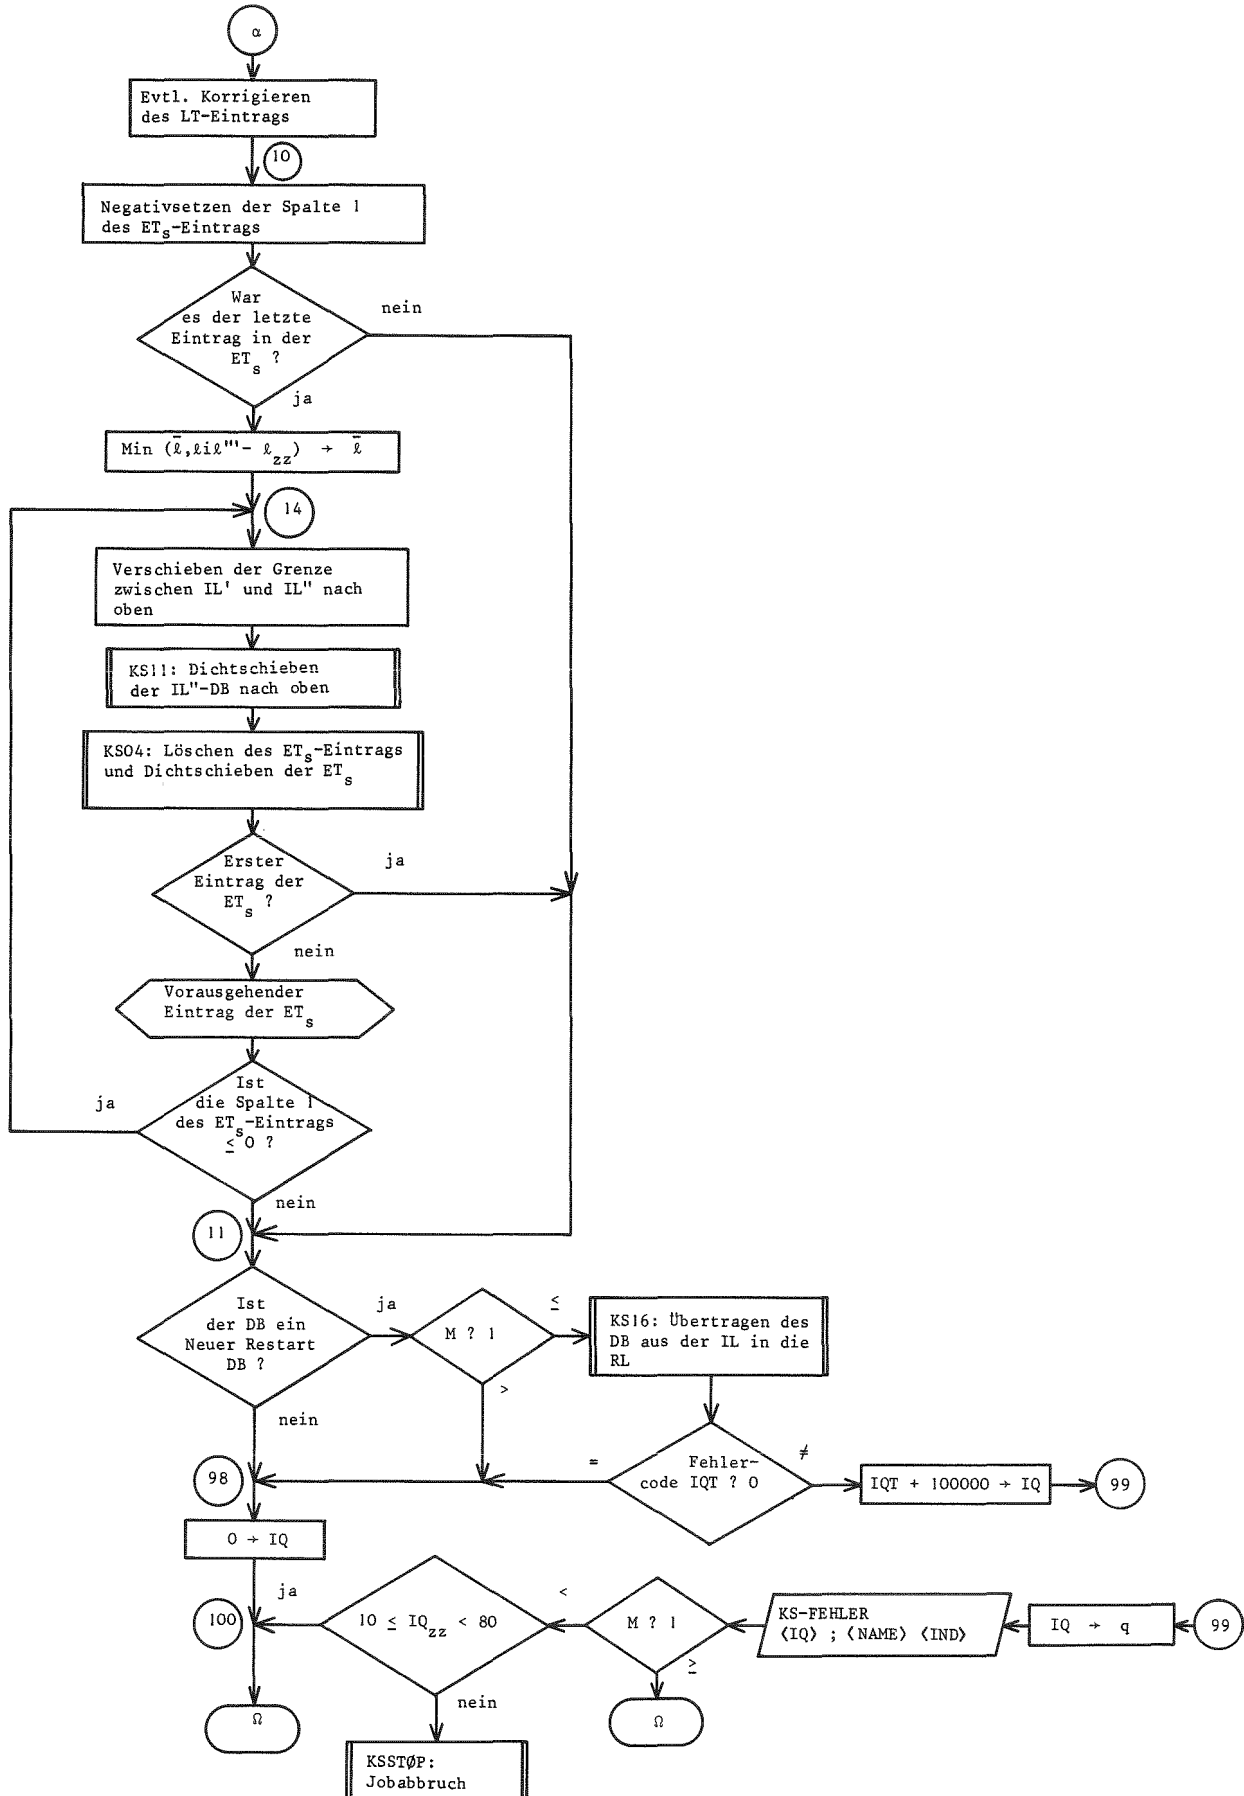 α
Evtl. Korrigieren
des LT-Eintrags
10
Negativsetzen der Spalte 1
des ETs-Eintrags
War
es der letzte
Eintrag in der
ETs ?
nein
ja
Min (ℓ̄,ℓiℓ"'- ℓzz) → ℓ̄
14
Verschieben der Grenze
zwischen IL' und IL" nach
oben
KS11: Dichtschieben
der IL"-DB nach oben
KS04: Löschen des ETs-Eintrags
und Dichtschieben der ETs
Erster
Eintrag der
ETs ?
ja
nein
Vorausgehender
Eintrag der ETs
Ist
die Spalte 1
des ETs-Eintrags
≤ 0 ?
ja
nein
11
Ist
der DB ein
Neuer Restart
DB ?
ja
nein
M ? 1
≤
>
KS16: Übertragen des
DB aus der IL in die
RL
Fehler-
code IQT ? 0
=
≠
IQT + 100000 → IQ
99
98
0 → IQ
100
ja
10 ≤ IQzz < 80
<
M ? 1
≥
KS-FEHLER
⟨IQ⟩ ; ⟨NAME⟩ ⟨IND⟩
IQ → q
99
Ω
nein
Ω
KSSTØP:
Jobabbruch